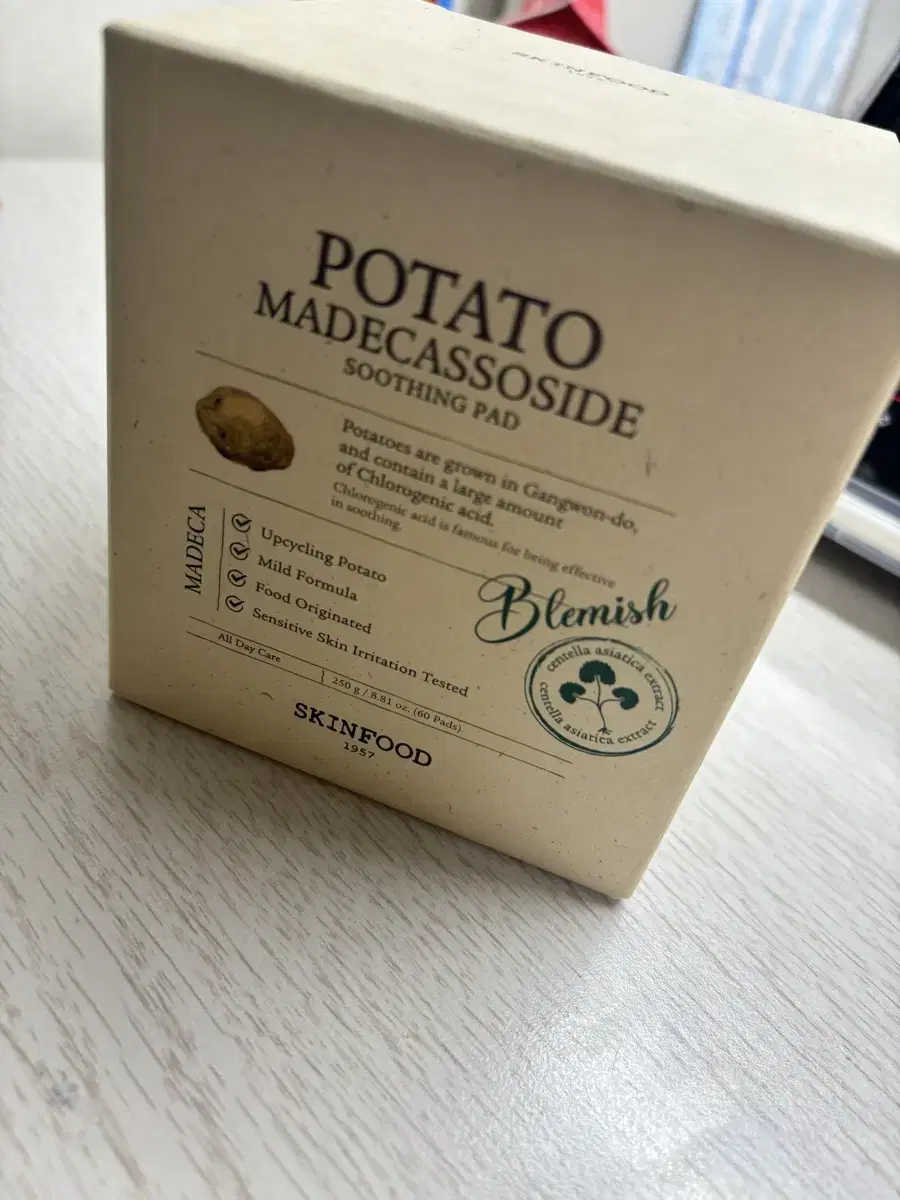 SKINFOOD
POTATO
MADECASSOSIDE
SOOTHING PAD
Potatoes are grown in Gangwon-do,
and contain a large amount
of Chlorogenic acid.
Chlorogenic acid is famous for being effective
in soothing.
MADECA
Upcycling Potato
Mild Formula
Food Originated
Sensitive Skin Irritation Tested
Blemish
centella asiatica extract
centella asiatica extract
All Day Care
250 g / 8.81 oz. (60 Pads)
SKINFOOD
1957